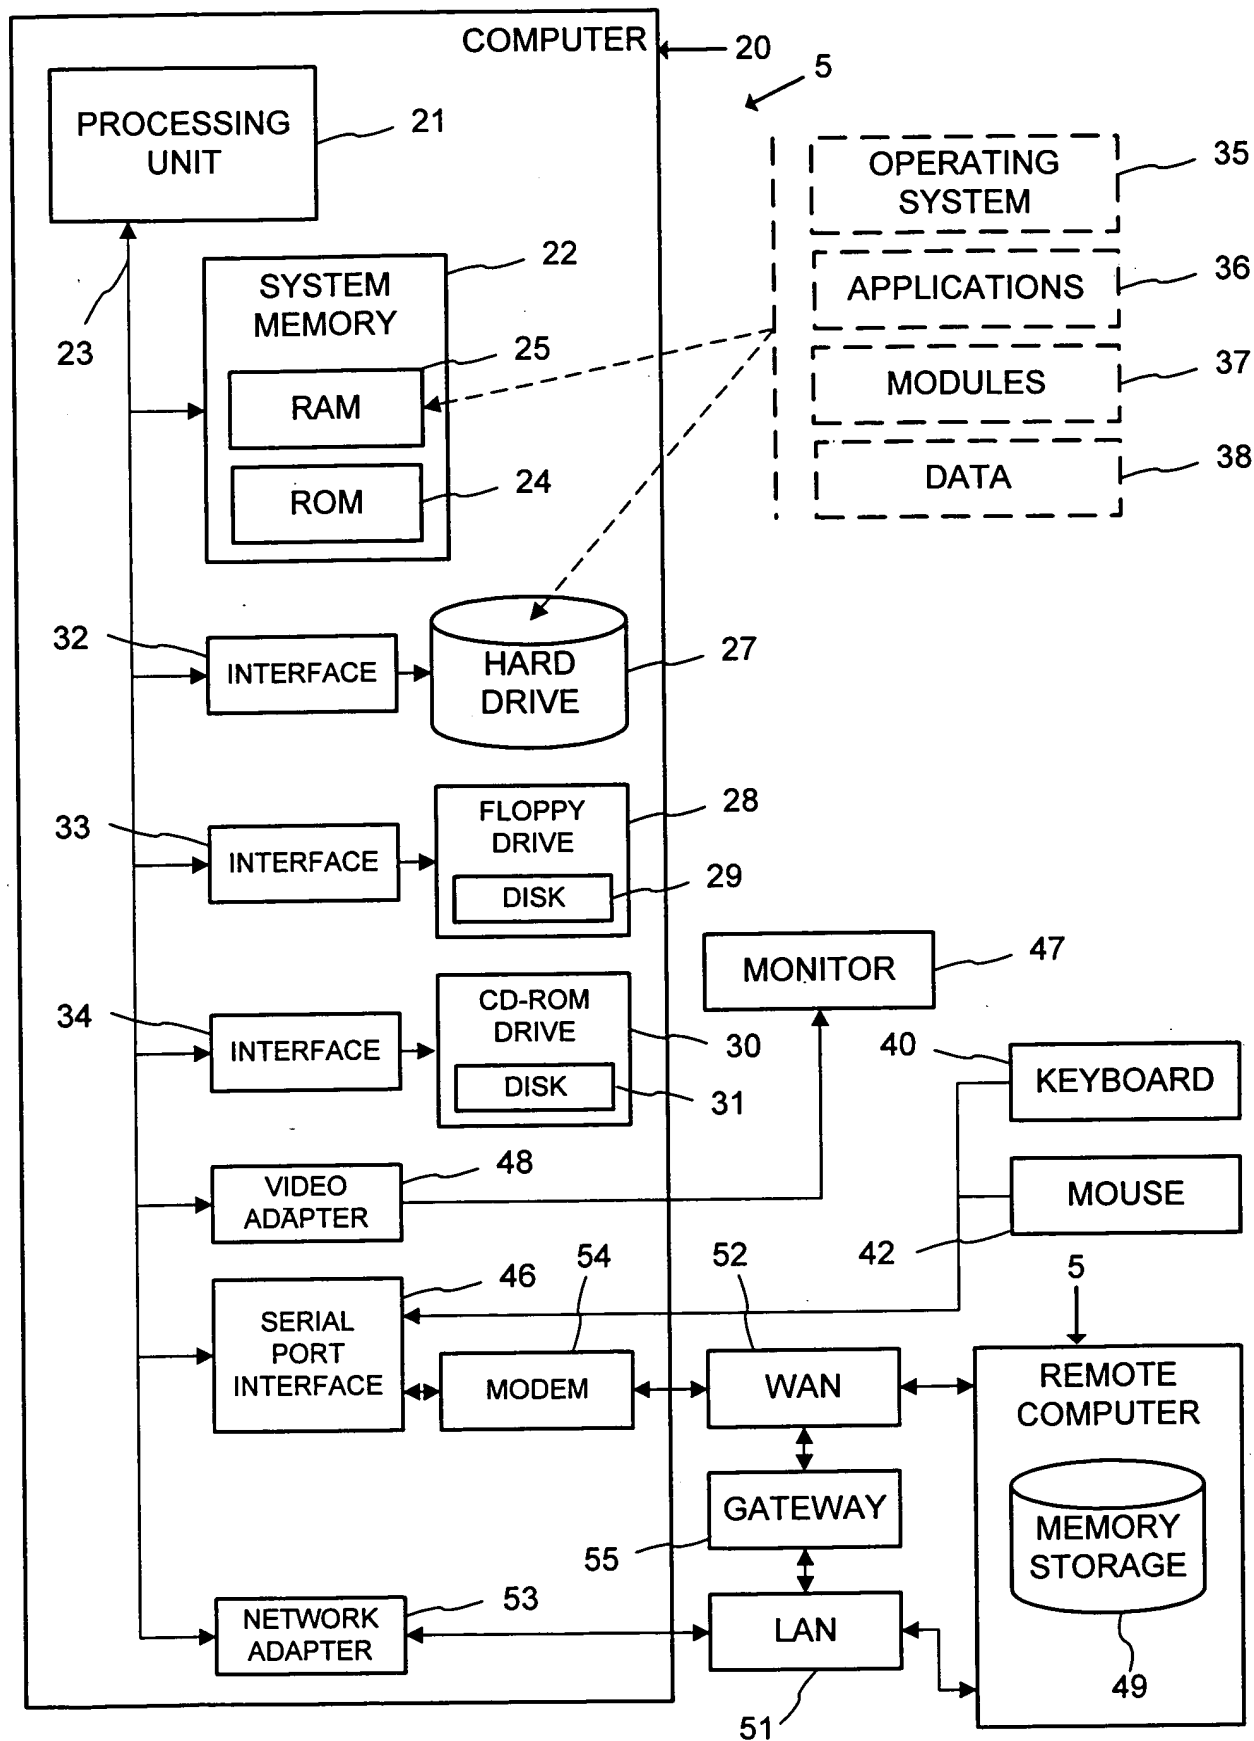 COMPUTER
20
5
PROCESSING
UNIT
21
OPERATING
SYSTEM
35
23
SYSTEM
MEMORY
22
APPLICATIONS
36
RAM
25
MODULES
37
ROM
24
DATA
38
32
INTERFACE
HARD
DRIVE
27
33
INTERFACE
FLOPPY
DRIVE
28
DISK
29
MONITOR
47
34
INTERFACE
CD-ROM
DRIVE
30
DISK
31
40
KEYBOARD
VIDEO
ADAPTER
48
MOUSE
42
SERIAL
PORT
INTERFACE
46
54
MODEM
52
WAN
5
REMOTE
COMPUTER
GATEWAY
55
MEMORY
STORAGE
49
NETWORK
ADAPTER
53
LAN
51